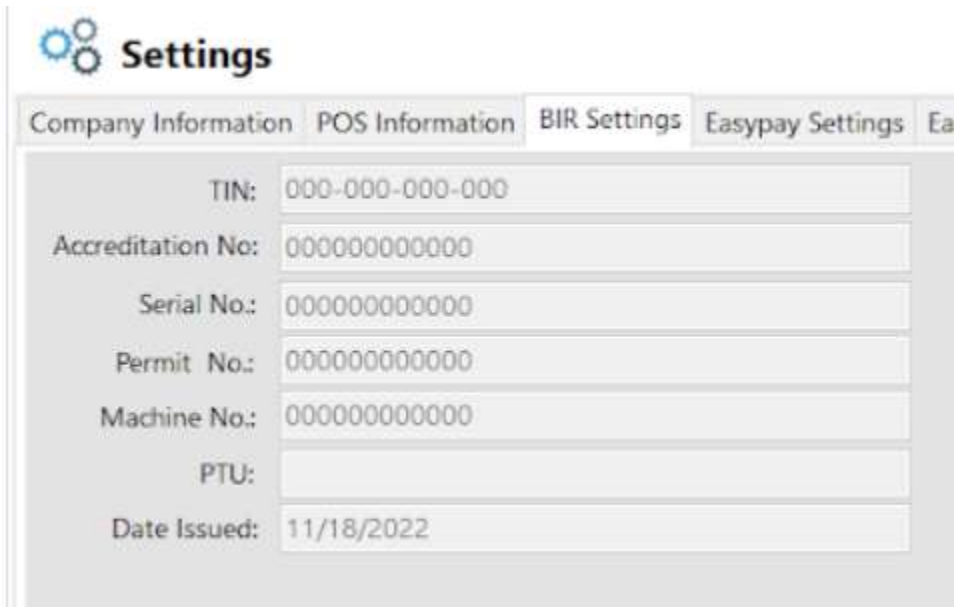 Settings
Company Information POS Information BIR Settings Easypay Settings Ea
TIN: 000-000-000-000
Accreditation No: 000000000000
Serial No.: 000000000000
Permit No.: 000000000000
Machine No.: 000000000000
PTU:
Date Issued: 11/18/2022